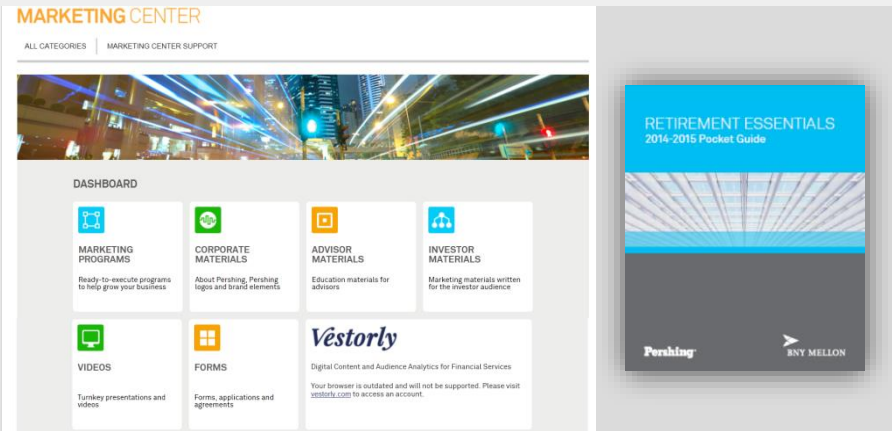 MARKETING CENTER
ALL CATEGORIES
MARKETING CENTER SUPPORT
DASHBOARD
MARKETING
PROGRAMS
Ready-to-execute programs
to help grow your business
CORPORATE
MATERIALS
About Pershing, Pershing
logos and brand elements
ADVISOR
MATERIALS
Education materials for
advisors
INVESTOR
MATERIALS
Marketing materials written
for the investor audience
VIDEOS
Turnkey presentations and
videos
FORMS
Forms, applications and
agreements
Vestorly
Digital Content and Audience Analytics for Financial Services
Your browser is outdated and will not be supported. Please visit
vestorly.com to access an account.
RETIREMENT ESSENTIALS
2014-2015 Pocket Guide
Pershing
BNY MELLON